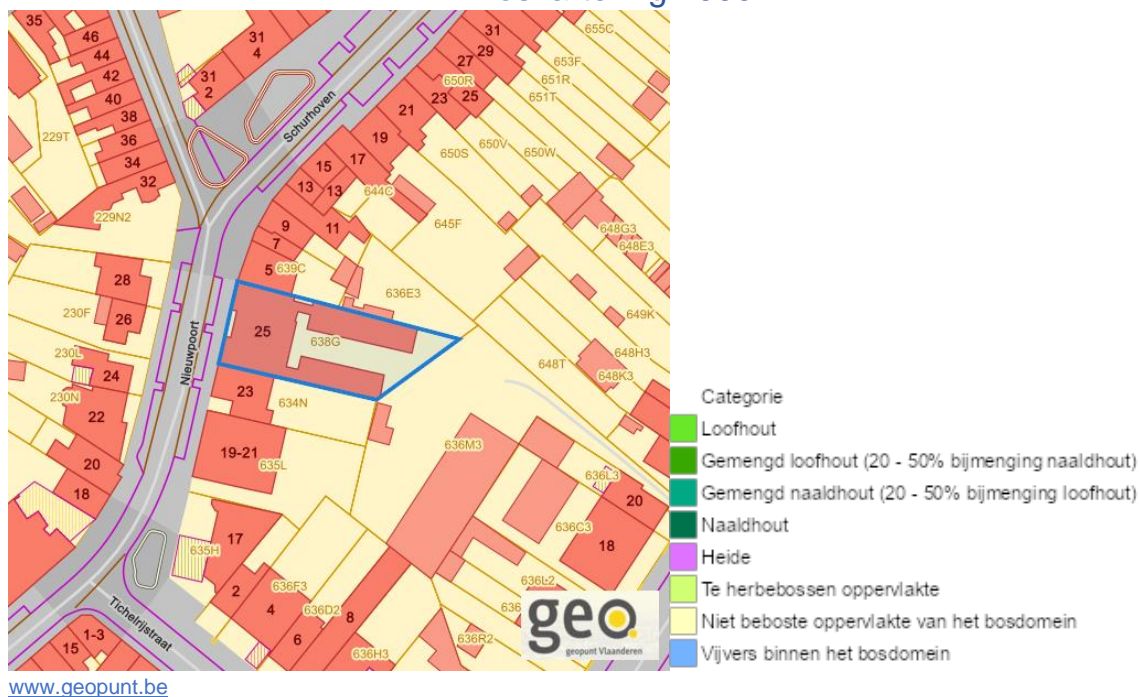 35
46
44
42
40
38
36
34
32
229T
229N2
31
4
31
2
Schurhoven
31
29
27
650R
23
25
21
19
17
15
13
13
644C
9
11
7
5
639C
655C
653F
651R
651T
650S
650V
650W
645F
648G3
648E3
636E3
649K
28
230F
26
Nieuwpoort
25
638G
648T
648H3
648K3
230L
24
230N
22
23
634N
20
18
19-21
635L
636M3
636L3
20
636C3
18
17
635H
2
636F3
4
636D2
8
6
636H3
636L2
636
636R2
Tichelrijstraat
1-3
15
geo
geopunt Vlaanderen
Categorie
Loofhout
Gemengd loofhout (20 - 50% bijmenging naaldhout)
Gemengd naaldhout (20 - 50% bijmenging loofhout)
Naaldhout
Heide
Te herbebossen oppervlakte
Niet beboste oppervlakte van het bosdomein
Vijvers binnen het bosdomein
www.geopunt.be